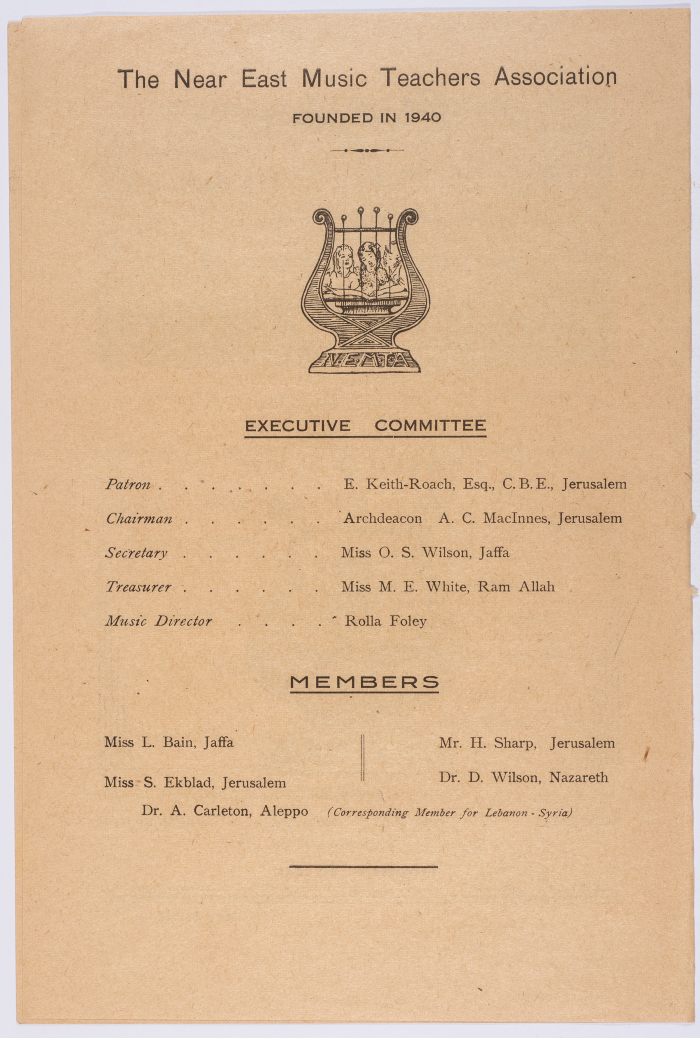 The Near East Music Teachers Association
FOUNDED IN 1940
NEMTA
EXECUTIVE COMMITTEE
Patron . . . . . . . E. Keith-Roach, Esq., C.B.E., Jerusalem
Chairman . . . . . . Archdeacon A. C. MacInnes, Jerusalem
Secretary . . . . . . Miss O. S. Wilson, Jaffa
Treasurer . . . . . . Miss M. E. White, Ram Allah
Music Director . . . . Rolla Foley
MEMBERS
Miss L. Bain, Jaffa
Miss S. Ekblad, Jerusalem
Mr. H. Sharp, Jerusalem
Dr. D. Wilson, Nazareth
Dr. A. Carleton, Aleppo (Corresponding Member for Lebanon - Syria)